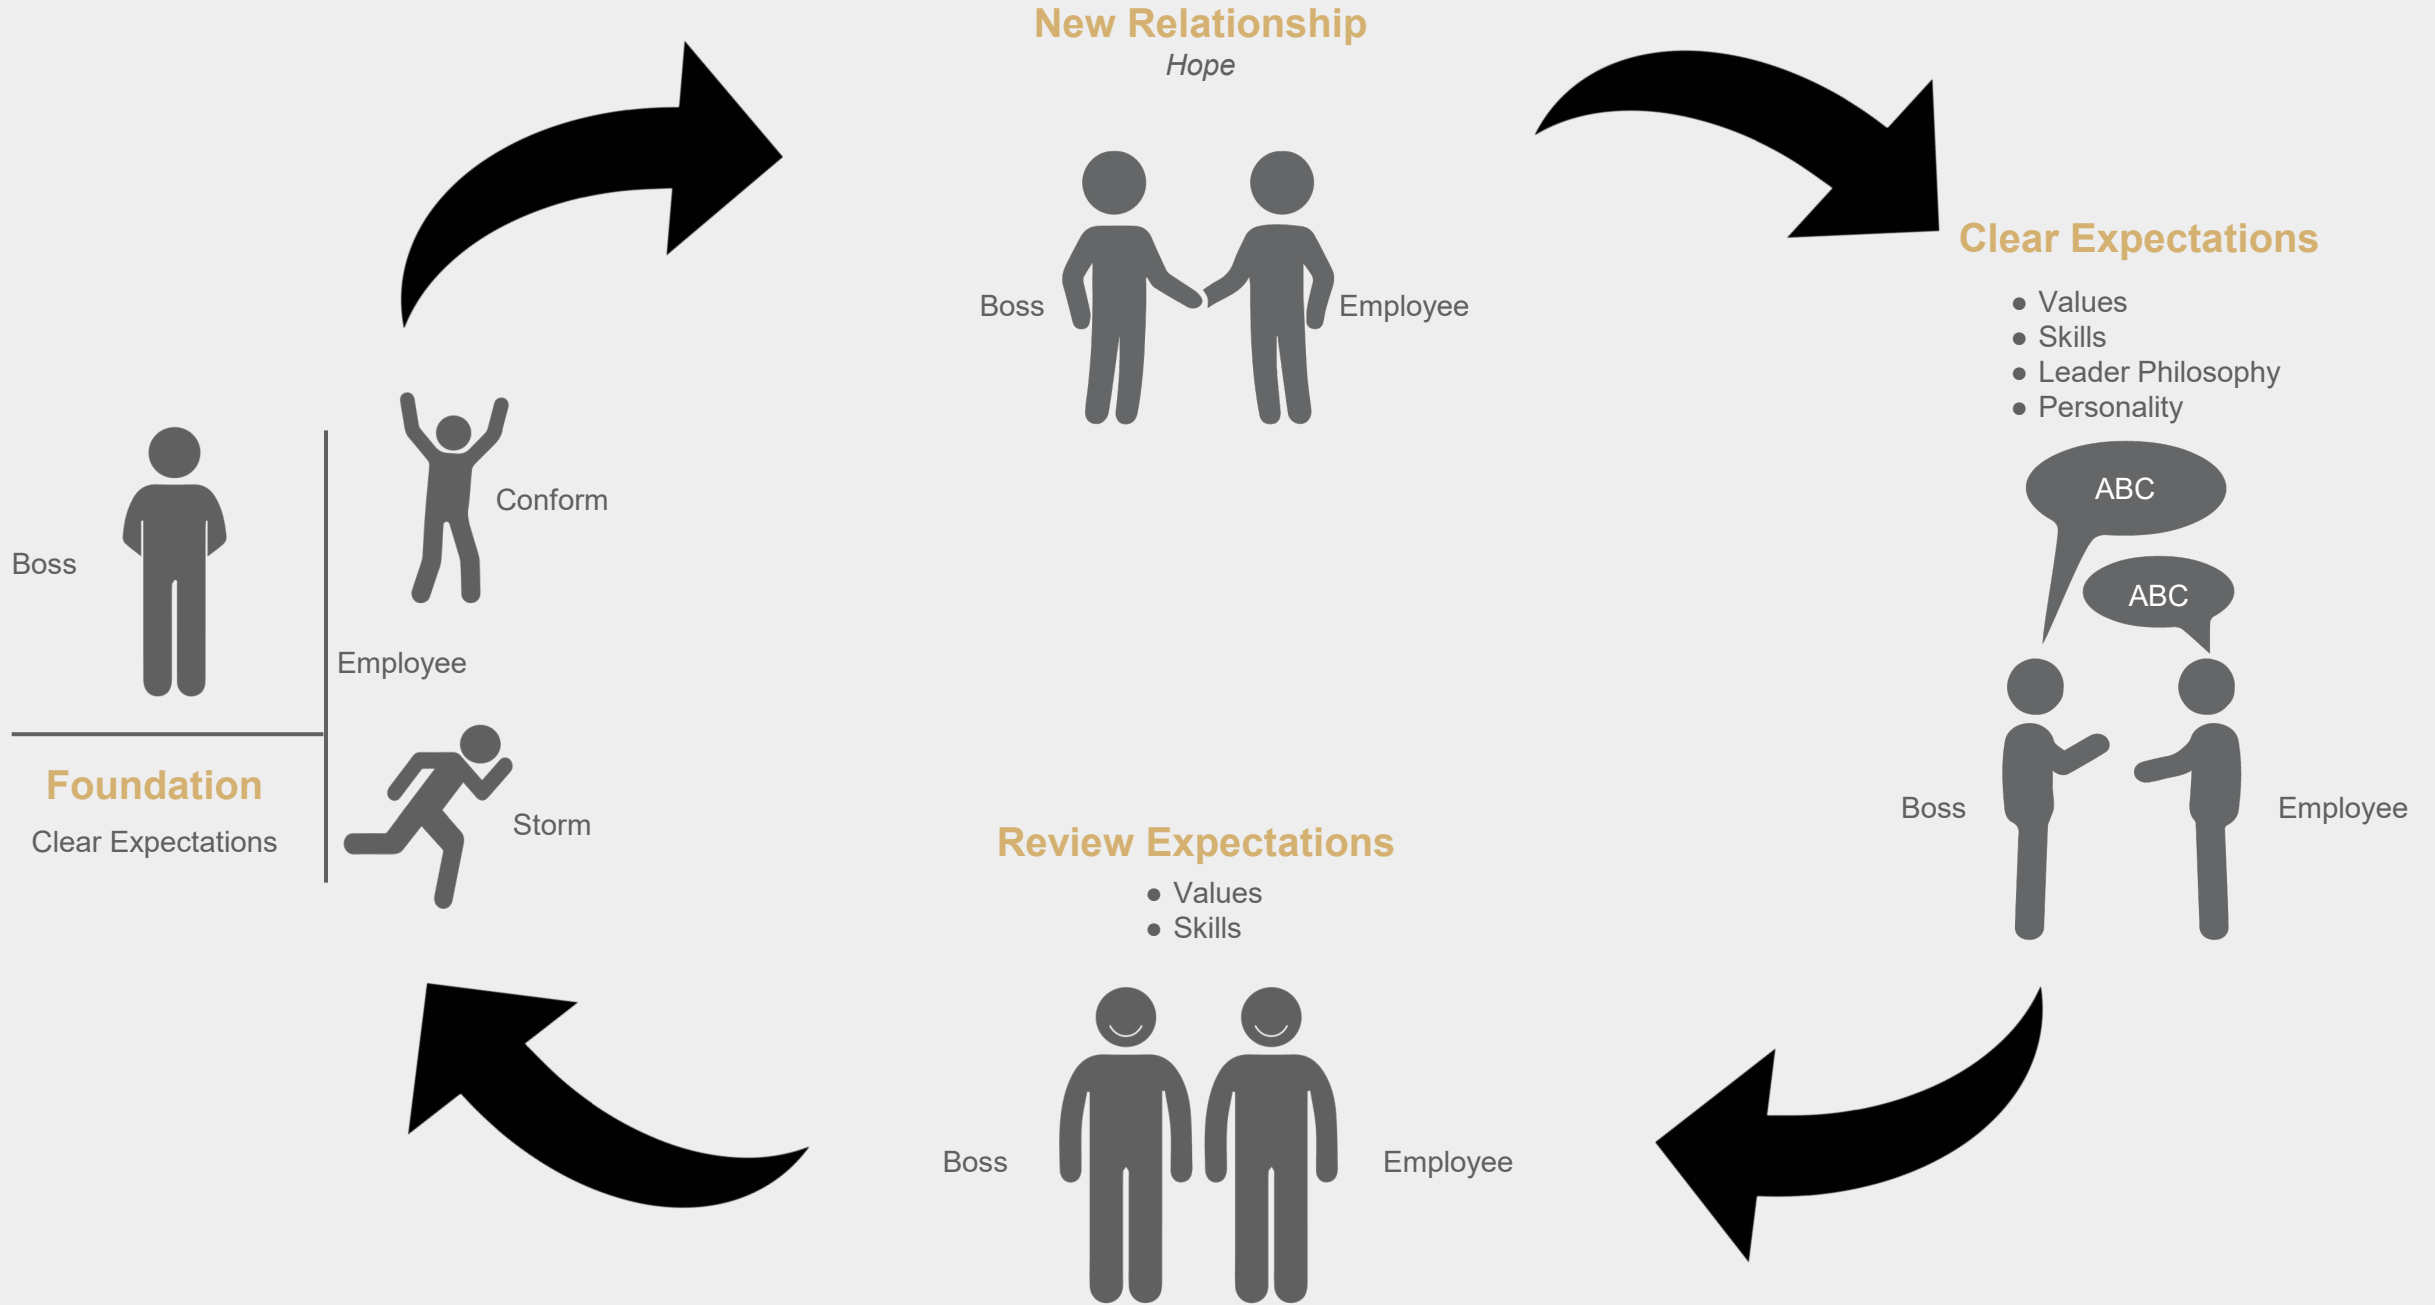 New Relationship
Hope
Boss
Employee
Clear Expectations
● Values
● Skills
● Leader Philosophy
● Personality
ABC
ABC
Boss
Employee
Review Expectations
● Values
● Skills
Boss
Employee
Conform
Boss
Employee
Foundation
Clear Expectations
Storm